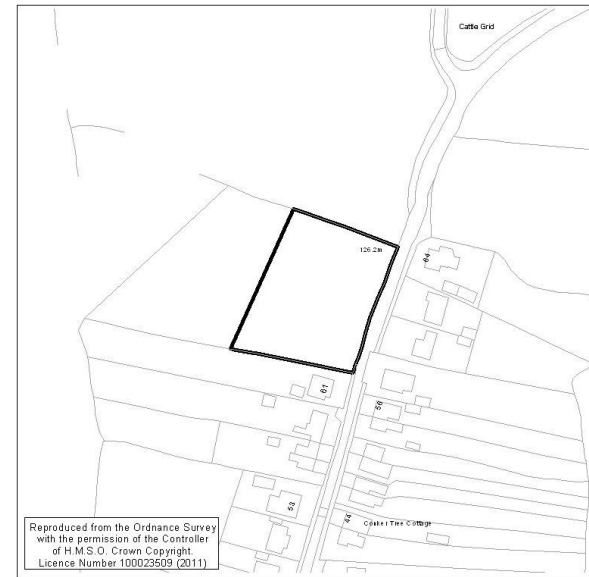 Cattle Grid
126.2m
64
61
56
53
44
Conker Tree Cottage
Reproduced from the Ordnance Survey
with the permission of the Controller
of H.M.S.O. Crown Copyright.
Licence Number 100023509 (2011)